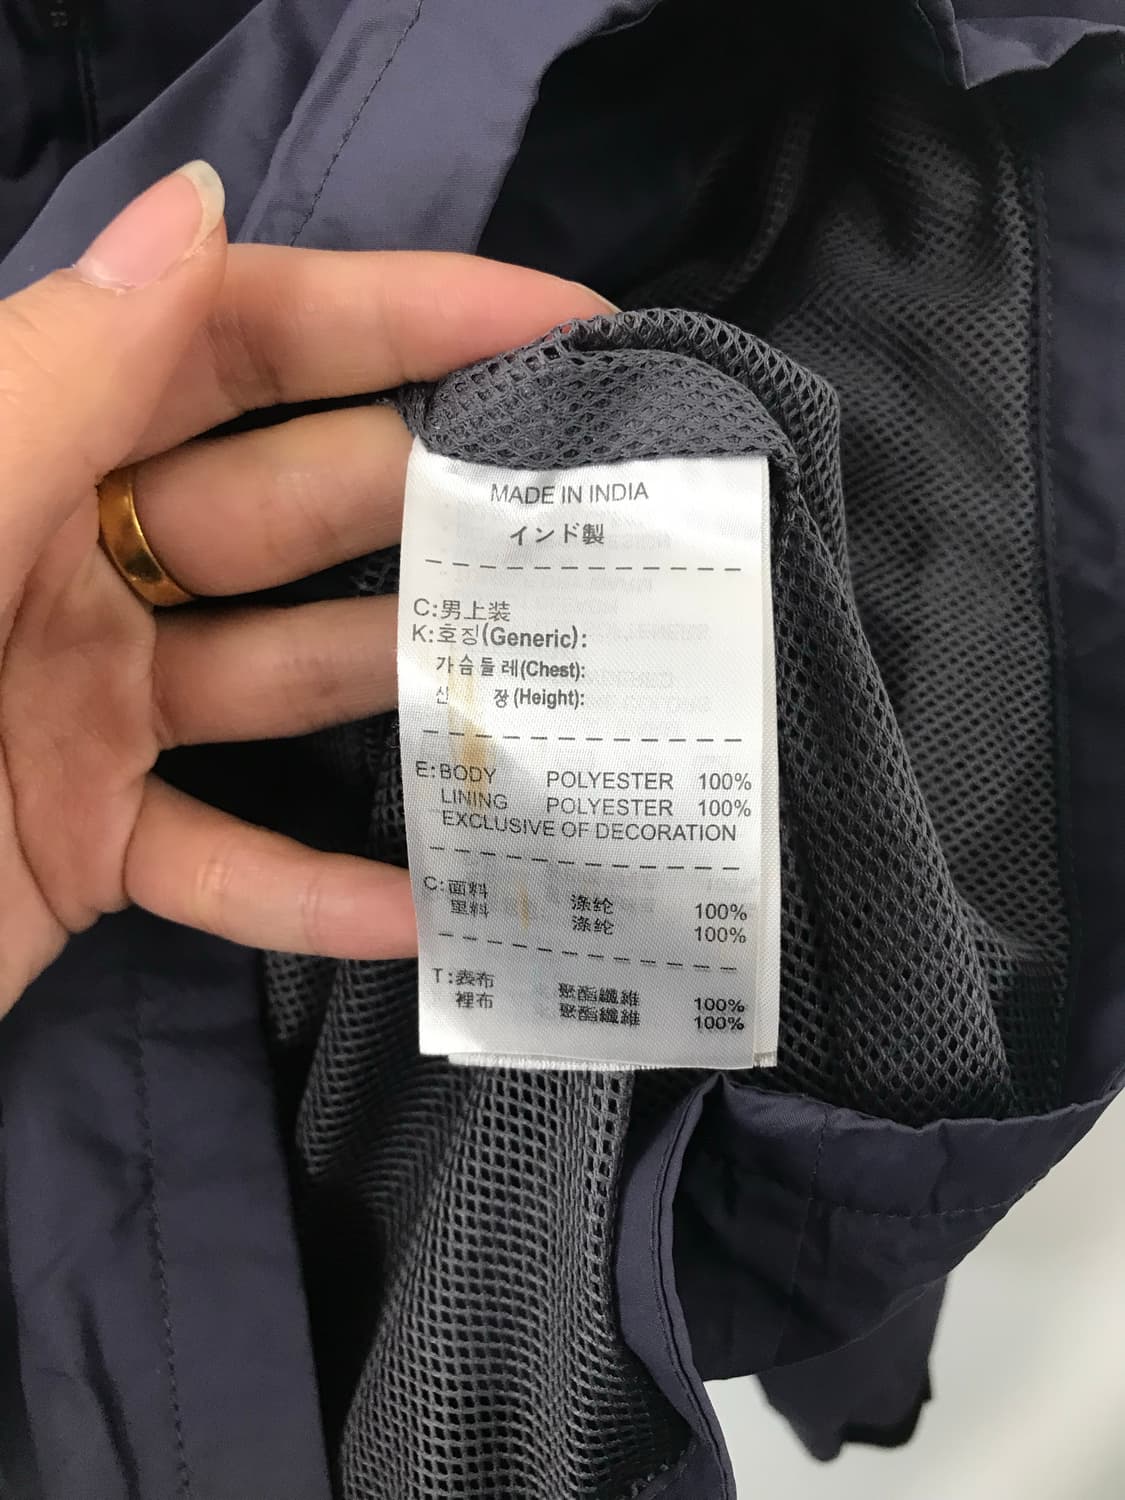 MADE IN INDIA
インド製
C:男上装
K:호칭(Generic):
가슴둘레(Chest):
신 장(Height):
E:BODY POLYESTER 100%
LINING POLYESTER 100%
EXCLUSIVE OF DECORATION
C:面料 涤纶 100%
里料 涤纶 100%
T:表布 聚酯纖維 100%
裡布 聚酯纖維 100%